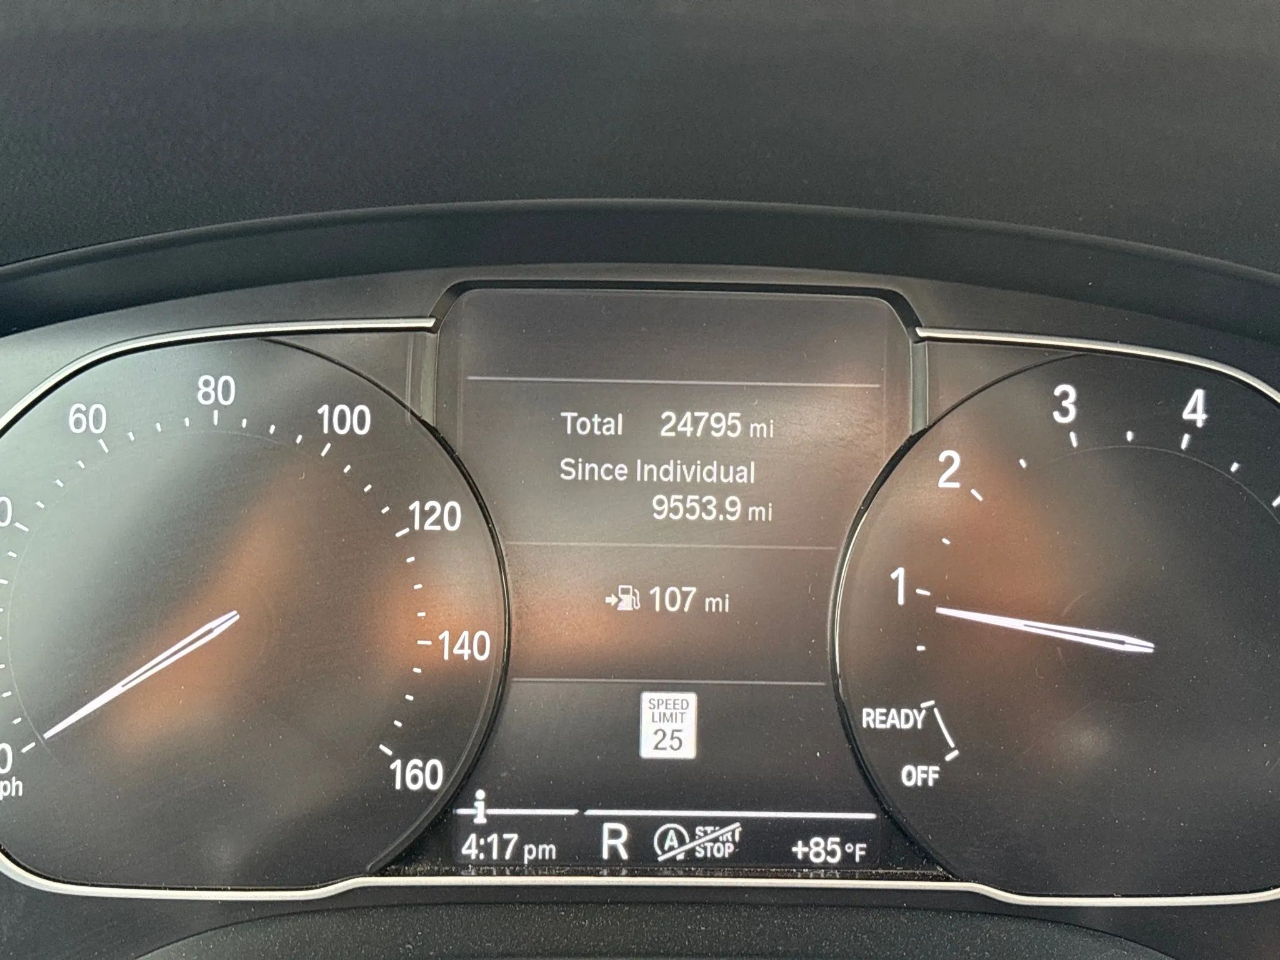 60
80
100
120
140
160
0
ph
Total 24795 mi
Since Individual
9553.9 mi
107 mi
SPEED
LIMIT
25
4:17 pm R A START STOP +85°F
1
2
3
4
READY
OFF